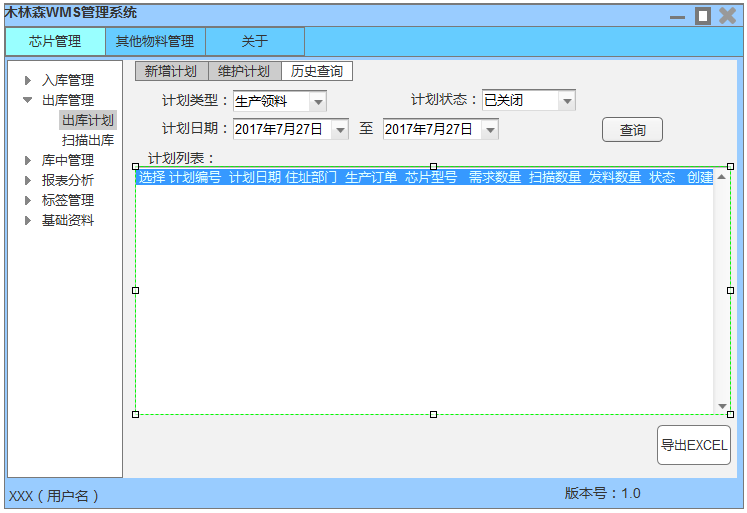 木林森WMS管理系统
芯片管理 其他物料管理 关于
新增计划 维护计划 历史查询
入库管理
出库管理
出库计划
扫描出库
库中管理
报表分析
标签管理
基础资料
计划类型： 生产领料 计划状态： 已关闭
计划日期： 2017年7月27日 至 2017年7月27日 查询
计划列表：
选择 计划编号 计划日期 住址部门 生产订单 芯片型号 需求数量 扫描数量 发料数量 状态 创建
导出EXCEL
XXX（用户名） 版本号：1.0